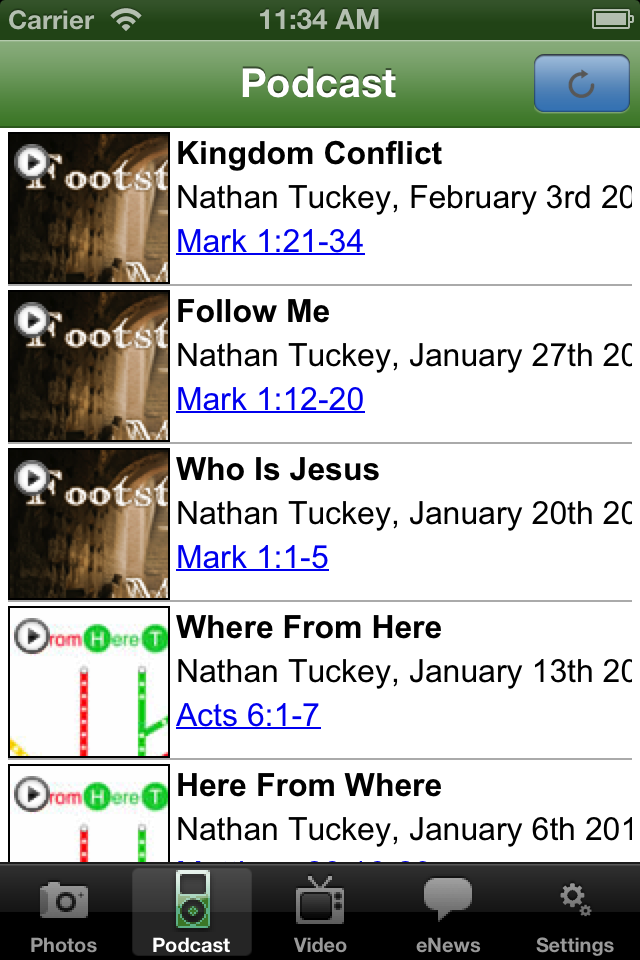 Carrier 11:34 AM
Podcast
Footst
Kingdom Conflict
Nathan Tuckey, February 3rd 20
Mark 1:21-34
Footst
Follow Me
Nathan Tuckey, January 27th 20
Mark 1:12-20
Footst
Who Is Jesus
Nathan Tuckey, January 20th 20
Mark 1:1-5
rom Here T
Where From Here
Nathan Tuckey, January 13th 20
Acts 6:1-7
rom Here T
Here From Where
Nathan Tuckey, January 6th 201
Photos Podcast Video eNews Settings